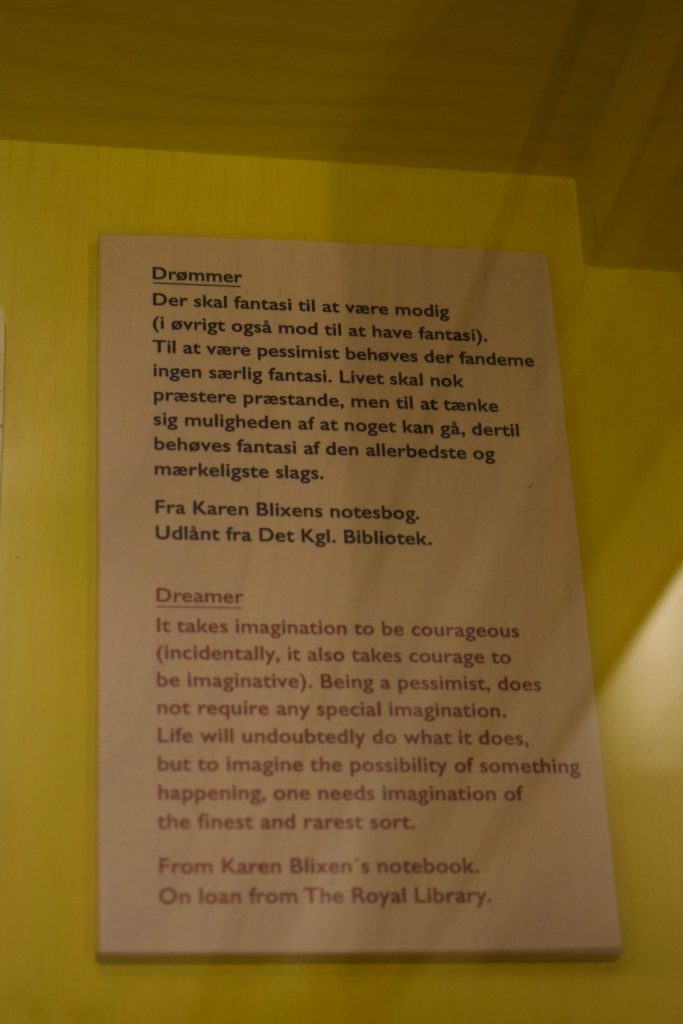 Drømmer
Der skal fantasi til at være modig
(i øvrigt også mod til at have fantasi).
Til at være pessimist behøves der fandeme
ingen særlig fantasi. Livet skal nok
præstere præstande, men til at tænke
sig muligheden af at noget kan gå, dertil
behøves fantasi af den allerbedste og
mærkeligste slags.
Fra Karen Blixens notesbog.
Udlånt fra Det Kgl. Bibliotek.
Dreamer
It takes imagination to be courageous
(incidentally, it also takes courage to
be imaginative). Being a pessimist, does
not require any special imagination.
Life will undoubtedly do what it does,
but to imagine the possibility of something
happening, one needs imagination of
the finest and rarest sort.
From Karen Blixen´s notebook.
On loan from The Royal Library.